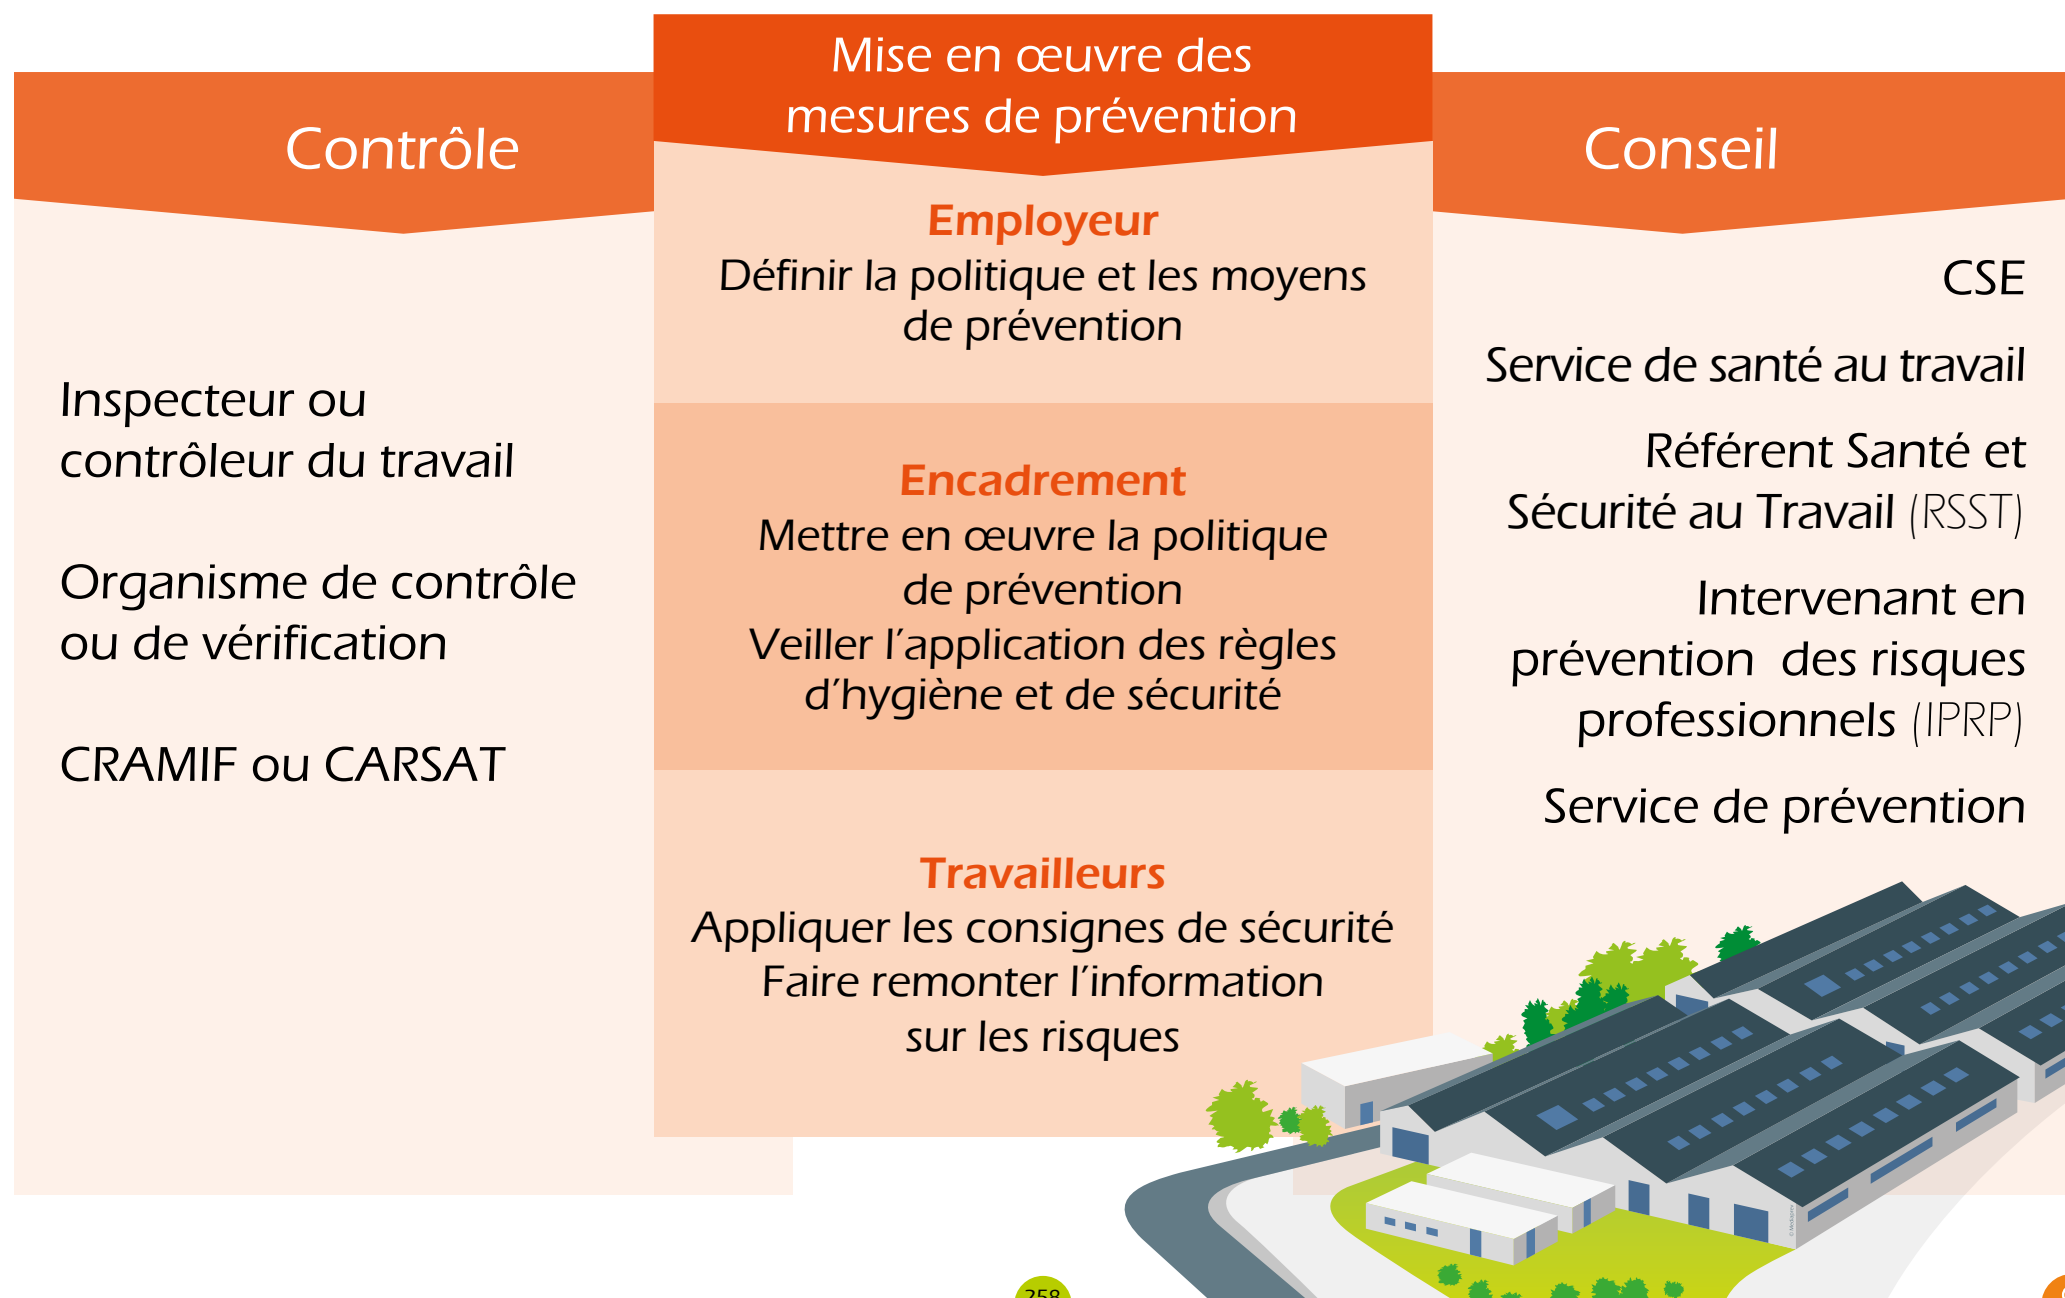 Contrôle
Inspecteur ou
contrôleur du travail
Organisme de contrôle
ou de vérification
CRAMIF ou CARSAT
Mise en œuvre des
mesures de prévention
Employeur
Définir la politique et les moyens
de prévention
Encadrement
Mettre en œuvre la politique
de prévention
Veiller l'application des règles
d'hygiène et de sécurité
Travailleurs
Appliquer les consignes de sécurité
Faire remonter l'information
sur les risques
Conseil
CSE
Service de santé au travail
Référent Santé et
Sécurité au Travail (RSST)
Intervenant en
prévention des risques
professionnels (IPRP)
Service de prévention
258